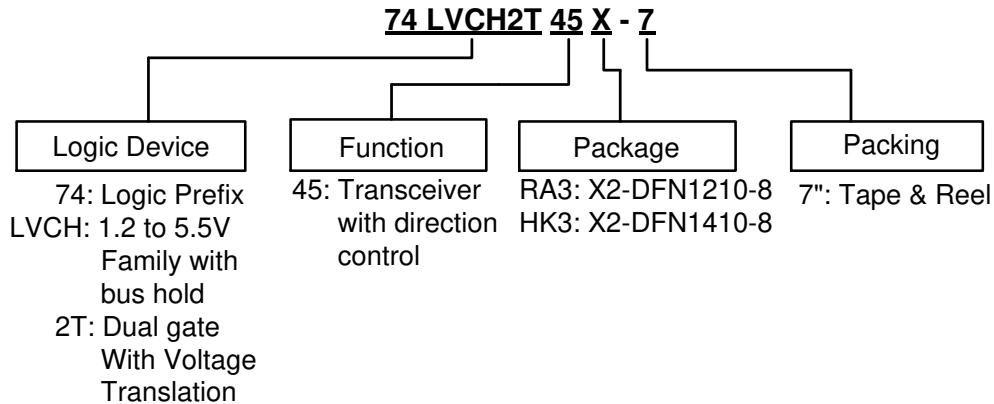 74 LVCH2T 45 X - 7
Logic Device
Function
Package
Packing
74: Logic Prefix
LVCH: 1.2 to 5.5V
Family with
bus hold
2T: Dual gate
With Voltage
Translation
45: Transceiver
with direction
control
RA3: X2-DFN1210-8
HK3: X2-DFN1410-8
7": Tape & Reel